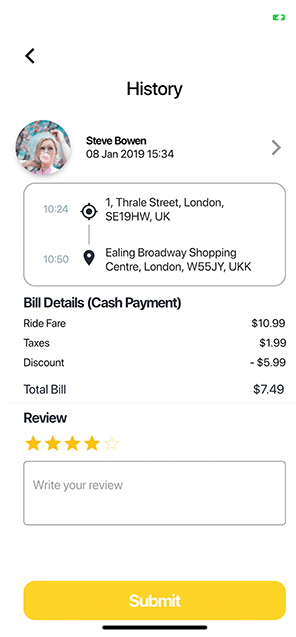 History
Steve Bowen
08 Jan 2019 15:34
10:24
1, Thrale Street, London,
SE19HW, UK
10:50
Ealing Broadway Shopping
Centre, London, W55JY, UKK
Bill Details (Cash Payment)
Ride Fare $10.99
Taxes $1.99
Discount - $5.99
Total Bill $7.49
Review
Write your review
Submit